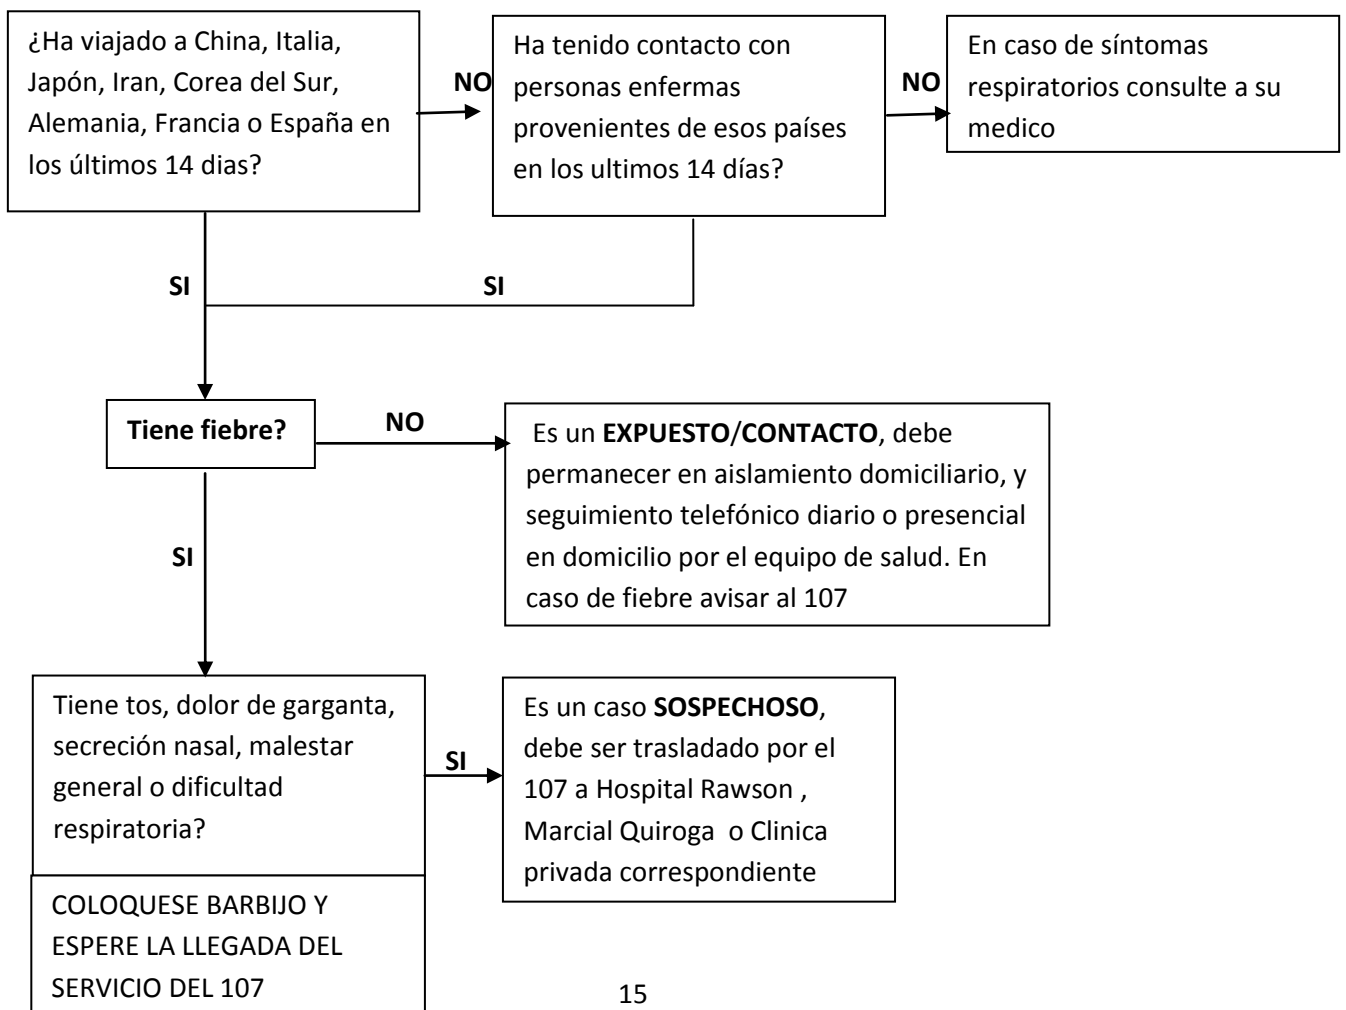 ¿Ha viajado a China, Italia,
Japón, Iran, Corea del Sur,
Alemania, Francia o España en
los últimos 14 dias?
NO
Ha tenido contacto con
personas enfermas
provenientes de esos países
en los ultimos 14 días?
NO
En caso de síntomas
respiratorios consulte a su
medico
SI
SI
Tiene fiebre?
NO
Es un EXPUESTO/CONTACTO, debe
permanecer en aislamiento domiciliario, y
seguimiento telefónico diario o presencial
en domicilio por el equipo de salud. En
caso de fiebre avisar al 107
SI
Tiene tos, dolor de garganta,
secreción nasal, malestar
general o dificultad
respiratoria?
SI
Es un caso SOSPECHOSO,
debe ser trasladado por el
107 a Hospital Rawson ,
Marcial Quiroga  o Clinica
privada correspondiente
COLOQUESE BARBIJO Y
ESPERE LA LLEGADA DEL
SERVICIO DEL 107
15